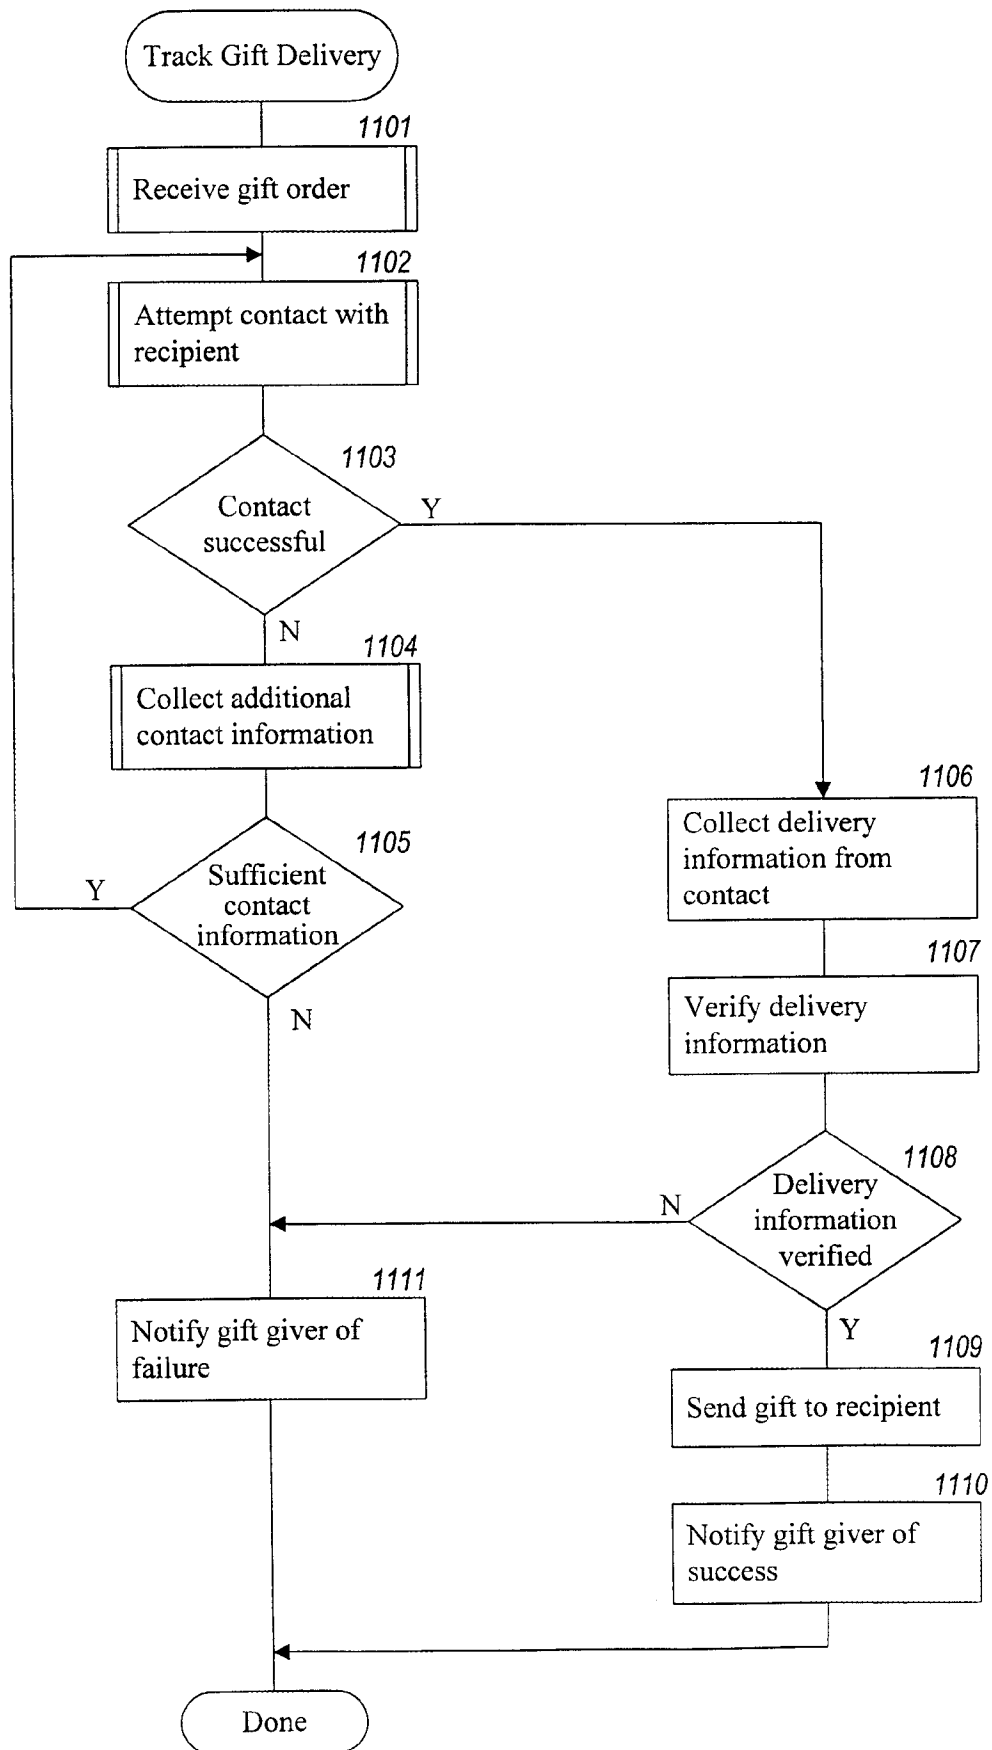 Track Gift Delivery
1101
Receive gift order
1102
Attempt contact with
recipient
1103
Contact
successful
Y
N
1104
Collect additional
contact information
1105
Sufficient
contact
information
Y
N
1106
Collect delivery
information from
contact
1107
Verify delivery
information
1108
Delivery
information
verified
N
Y
1111
Notify gift giver of
failure
1109
Send gift to recipient
1110
Notify gift giver of
success
Done